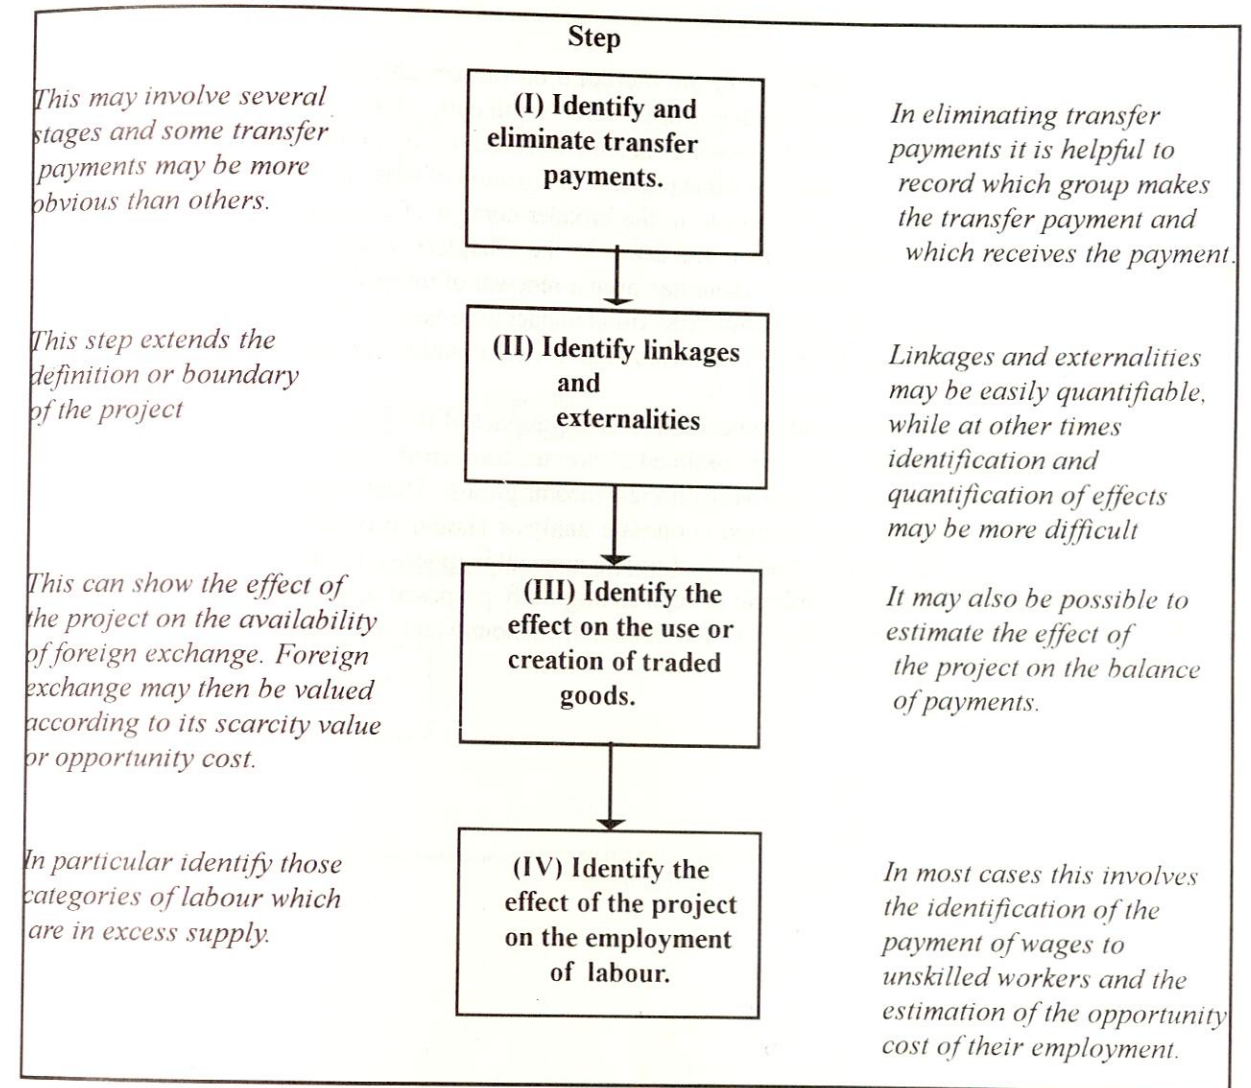 Step
This may involve several
stages and some transfer
payments may be more
obvious than others.
(I) Identify and
eliminate transfer
payments.
In eliminating transfer
payments it is helpful to
record which group makes
the transfer payment and
which receives the payment.
This step extends the
definition or boundary
of the project
(II) Identify linkages
and
externalities
Linkages and externalities
may be easily quantifiable,
while at other times
identification and
quantification of effects
may be more difficult
This can show the effect of
the project on the availability
of foreign exchange. Foreign
exchange may then be valued
according to its scarcity value
or opportunity cost.
(III) Identify the
effect on the use or
creation of traded
goods.
It may also be possible to
estimate the effect of
the project on the balance
of payments.
In particular identify those
categories of labour which
are in excess supply.
(IV) Identify the
effect of the project
on the employment
of labour.
In most cases this involves
the identification of the
payment of wages to
unskilled workers and the
estimation of the opportunity
cost of their employment.